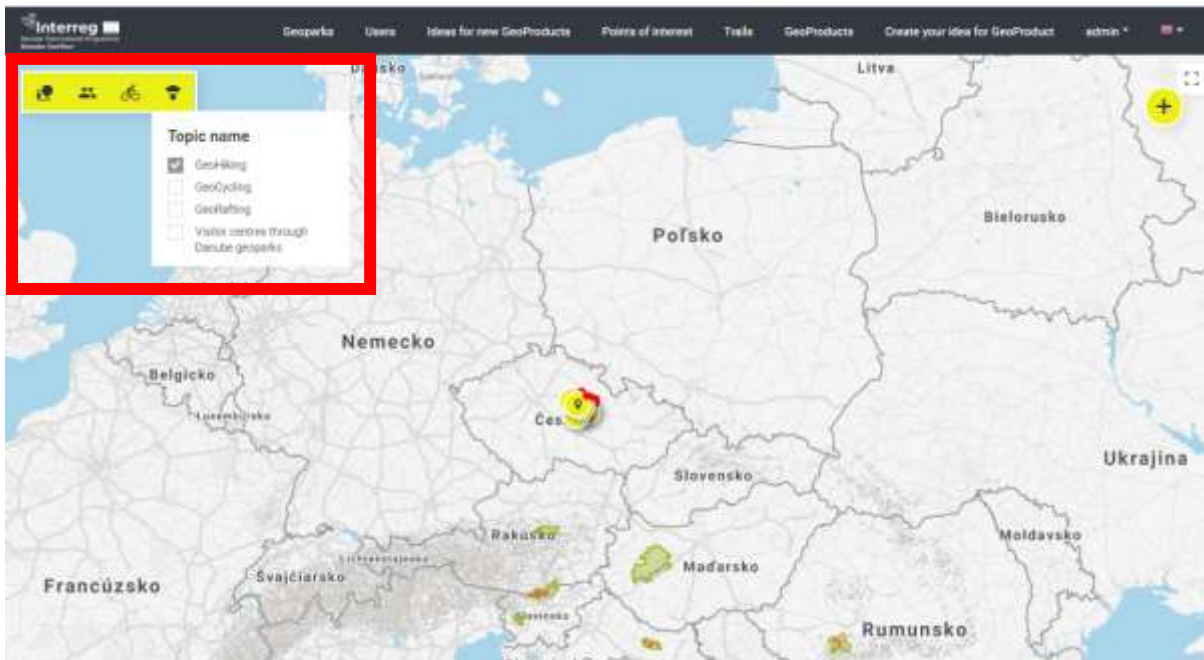 Interreg
Geoparks Users Ideas for new GeoProducts Points of interest Trails GeoProducts Create your idea for GeoProduct admin
Litva
Topic name
GeoHiking
GeoCycling
GeoRafting
Visitor centres through
Danube geoparks
Bielorusko
Poľsko
Nemecko
Belgicko
Luxembursko
Ukrajina
Slovensko
Moldavsko
Rakúsko
Maďarsko
Švajčiarsko
Francúzsko
Slovinsko
Rumunsko